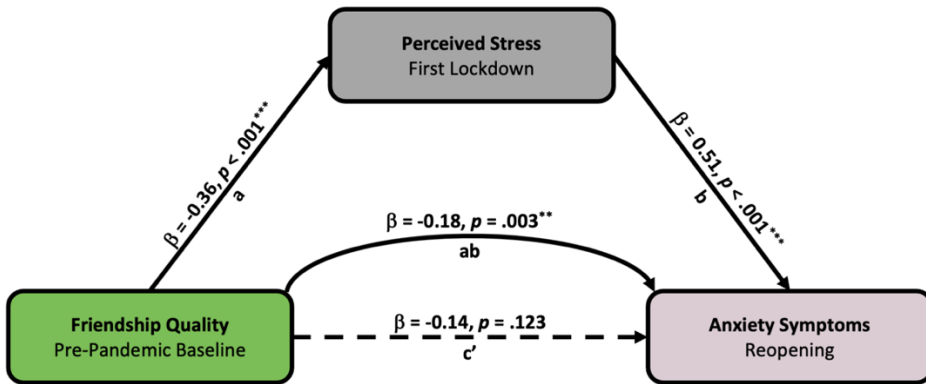 Perceived Stress
First Lockdown
β = -0.36, p < .001***
a
β = 0.51, p < .001***
b
β = -0.18, p = .003**
ab
Friendship Quality
Pre-Pandemic Baseline
β = -0.14, p = .123
c’
Anxiety Symptoms
Reopening